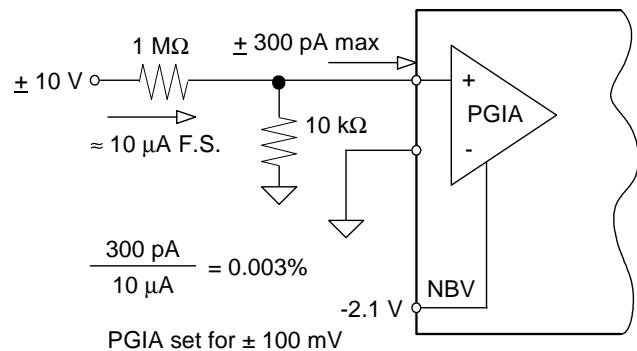 1 MΩ
± 300 pA max
± 10 V
+
PGIA
-
≈ 10 μA F.S.
10 kΩ
300 pA
10 μA
= 0.003%
NBV
-2.1 V
PGIA set for ± 100 mV